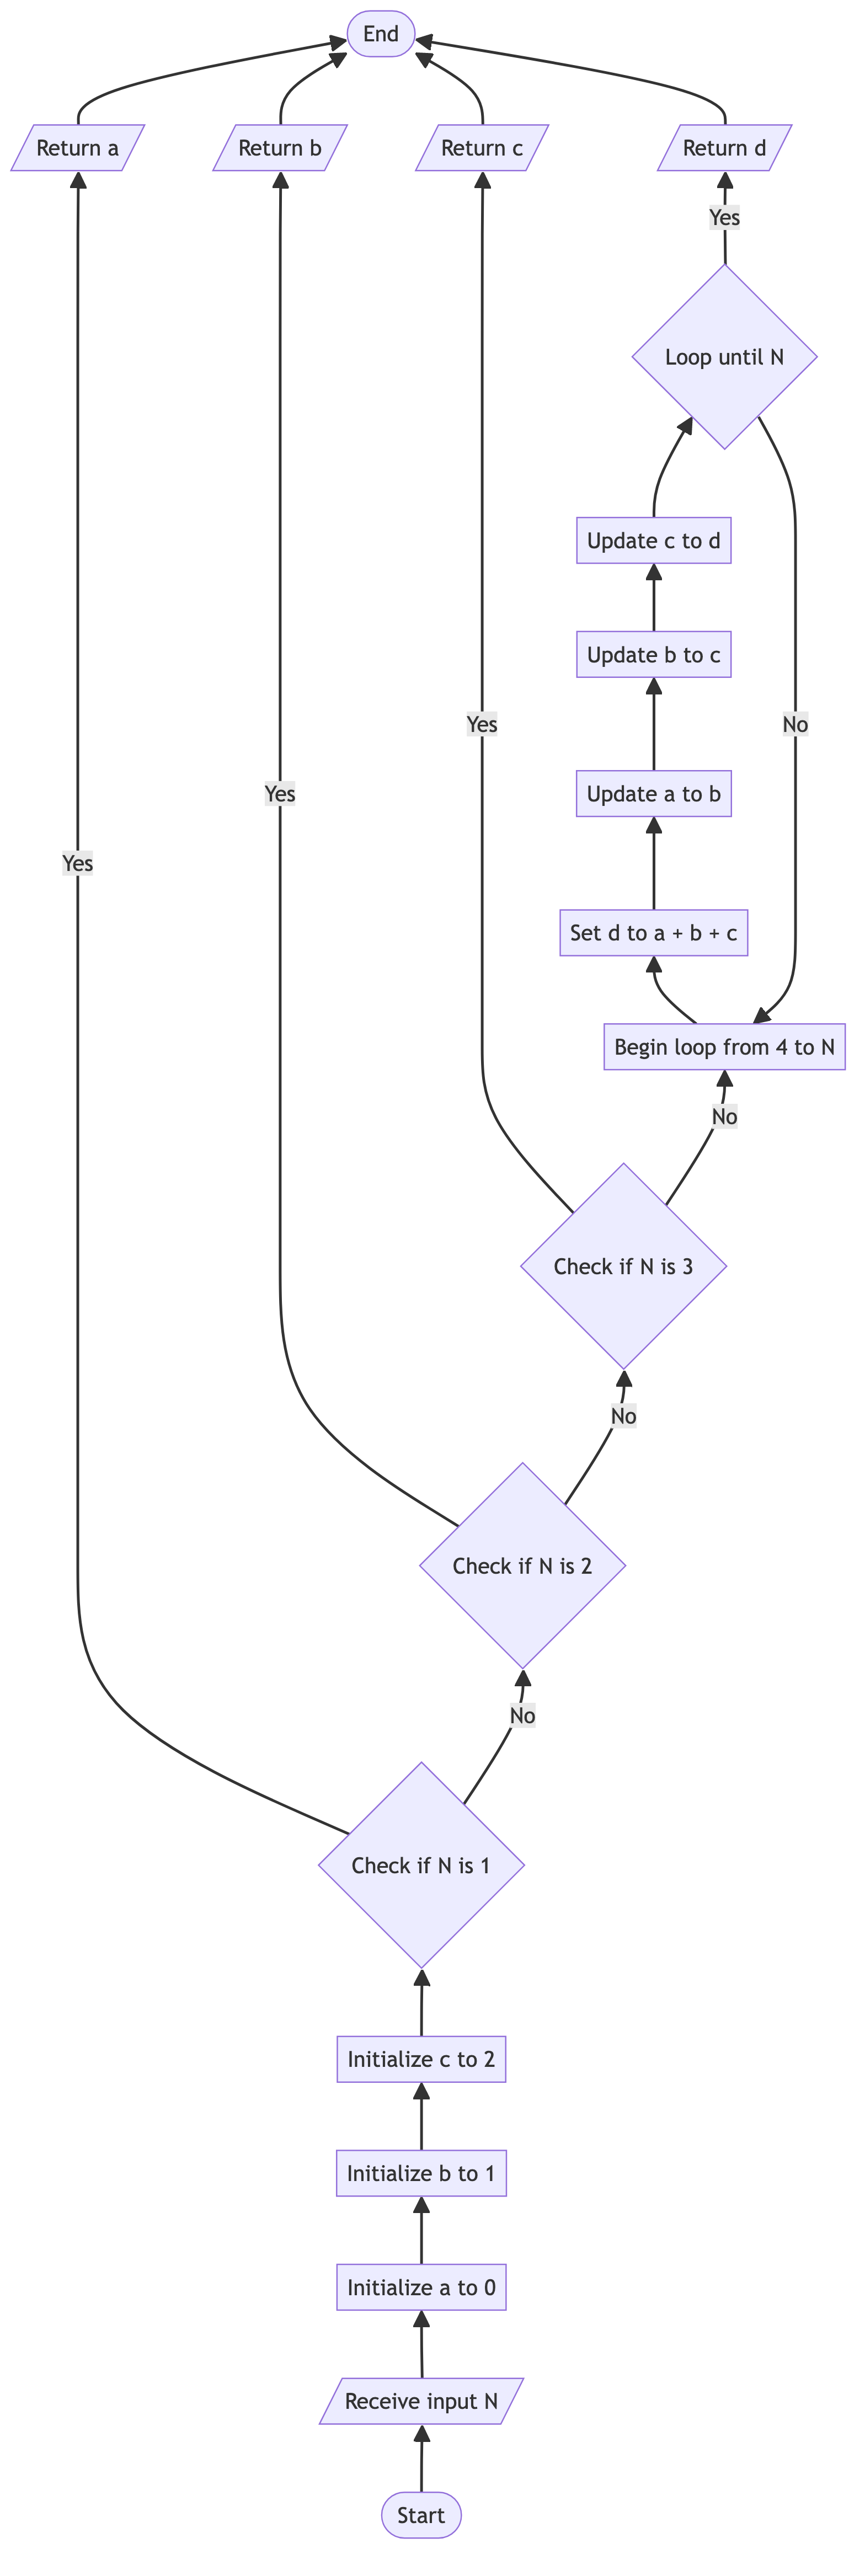 End
Return a
Return b
Return c
Return d
Yes
Loop until N
Update c to d
Update b to c
Yes
No
Update a to b
Yes
Yes
Set d to a + b + c
Begin loop from 4 to N
No
Check if N is 3
No
Check if N is 2
No
Check if N is 1
Initialize c to 2
Initialize b to 1
Initialize a to 0
Receive input N
Start